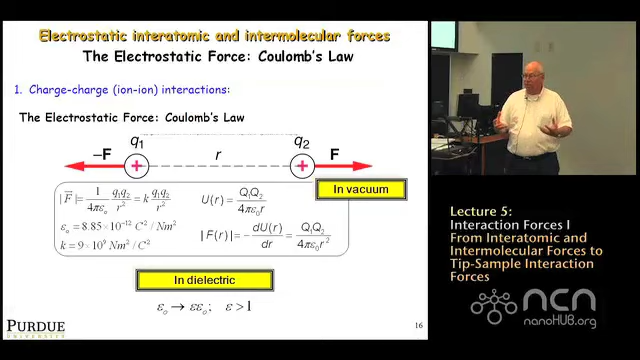 Electrostatic interatomic and intermolecular forces
The Electrostatic Force: Coulomb's Law
1. Charge-charge (ion-ion) interactions:
The Electrostatic Force: Coulomb's Law
q₁ q₂
–F r F
+ +
In vacuum
|F⃗| = 1/4πε₀ q₁q₂/r² = k q₁q₂/r²
ε₀ = 8.85×10⁻¹² C²/Nm²
k = 9×10⁹ Nm²/C²
U(r) = Q₁Q₂/4πε₀r
|F(r)| = –dU(r)/dr = Q₁Q₂/4πε₀r²
In dielectric
ε₀ → εε₀; ε > 1
PURDUE
UNIVERSITY
16
Lecture 5:
Interaction Forces I
From Interatomic and
Intermolecular Forces to
Tip-Sample Interaction
Forces
ncn
nanoHUB.org